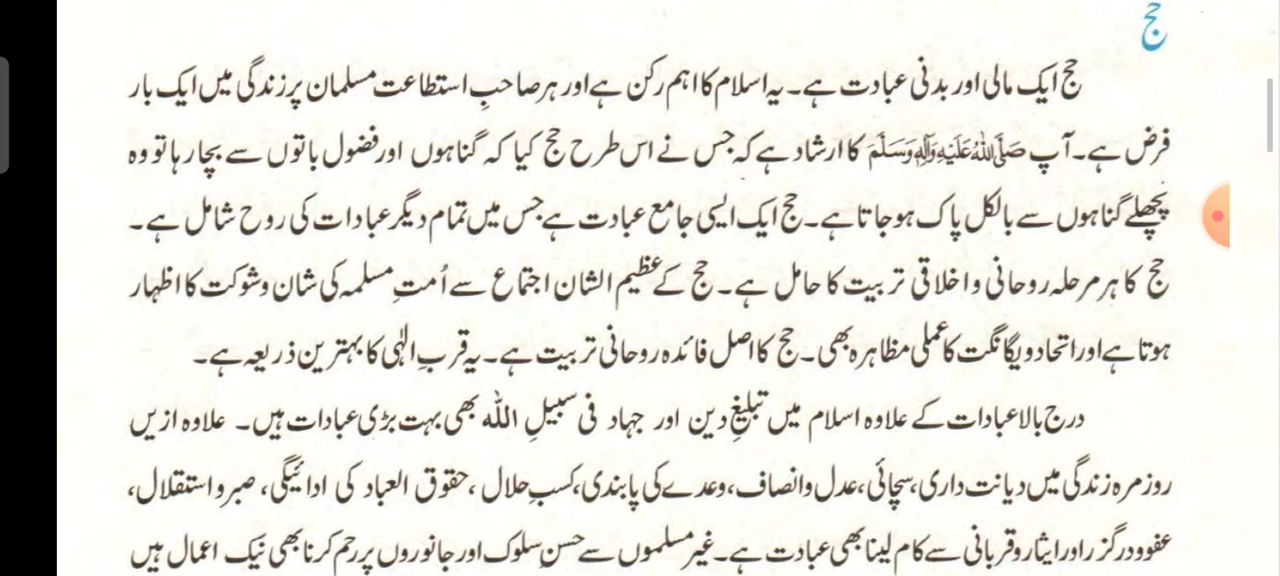 حج
حج ایک مالی اور بدنی عبادت ہے۔ یہ اسلام کا اہم رکن ہے اور ہر صاحبِ استطاعت مسلمان پر زندگی میں ایک بار
فرض ہے۔ آپ صَلَّى اللّٰهُ عَلَيْهِ وَآلِهٖ وَسَلَّمَ کا ارشاد ہے کہ جس نے اس طرح حج کیا کہ گناہوں اور فضول باتوں سے بچا رہا تو وہ
پچھلے گناہوں سے بالکل پاک ہو جاتا ہے۔ حج ایک ایسی جامع عبادت ہے جس میں تمام دیگر عبادات کی روح شامل ہے۔
حج کا ہر مرحلہ روحانی و اخلاقی تربیت کا حامل ہے۔ حج کے عظیم الشان اجتماع سے اُمتِ مسلمہ کی شان و شوکت کا اظہار
ہوتا ہے اور اتحاد و یگانگت کا عملی مظاہرہ بھی۔ حج کا اصل فائدہ روحانی تربیت ہے۔ یہ قربِ الٰہی کا بہترین ذریعہ ہے۔
درج بالا عبادات کے علاوہ اسلام میں تبلیغِ دین اور جہاد فی سبیلِ اللّٰہ بھی بہت بڑی عبادات ہیں۔ علاوہ ازیں
روزمرہ زندگی میں دیانت داری، سچائی، عدل و انصاف، وعدے کی پابندی، کسبِ حلال، حقوق العباد کی ادائیگی، صبر و استقلال،
عفو و درگزر اور ایثار و قربانی سے کام لینا بھی عبادت ہے۔ غیر مسلموں سے حسنِ سلوک اور جانوروں پر رحم کرنا بھی نیک اعمال ہیں